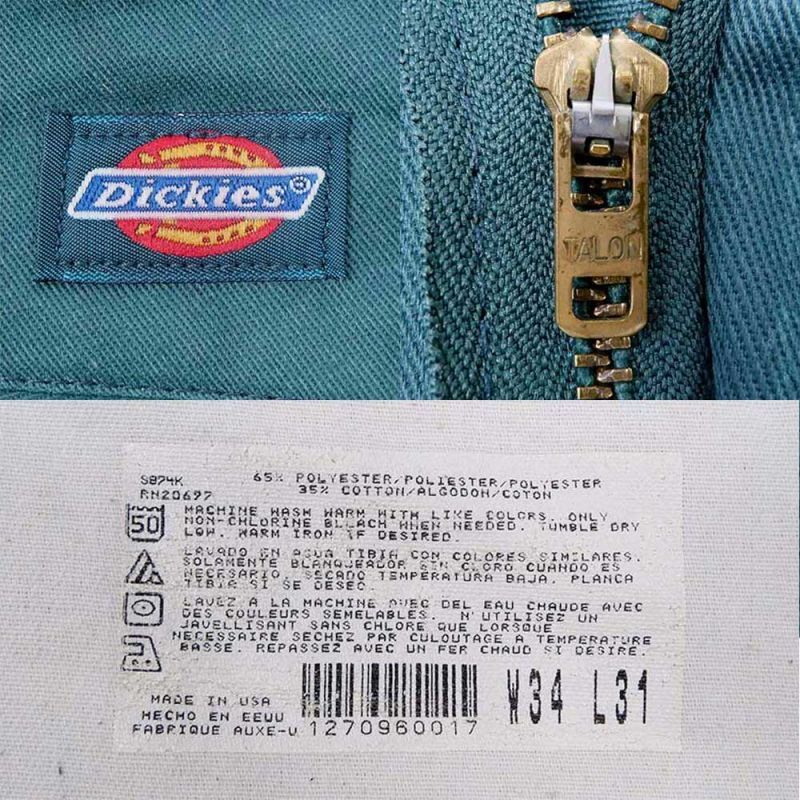 Dickies®
TALON
S874K
RN20697
65% POLYESTER/POLIESTER/POLYESTER
35% COTTON/ALGODON/COTON
50
MACHINE WASH WARM WITH LIKE COLORS. ONLY
NON-CHLORINE BLEACH WHEN NEEDED. TUMBLE DRY
LOW. WARM IRON IF DESIRED.
LAVADO EN AGUA TIBIA CON COLORES SIMILARES.
SOLAMENTE BLANQUEADOR SIN CLORO CUANDO ES
NECESARIO. SECADO TEMPERATURA BAJA. PLANCA
TIBIA SI SE DESEO.
LAVEZ A LA MACHINE AVEC DEL EAU CHAUDE AVEC
DES COULEURS SEMELABLES. N'UTILISEZ UN
JAVELLISANT SANS CHLORE QUE LORSQUE
NECESSAIRE SECHEZ PAR CULOUTAGE A TEMPERATURE
BASSE. REPASSEZ AVEC UN FER CHAUD SI DESIRE.
MADE IN USA
HECHO EN EEUU
FABRIQUE AUXE-U
1270960017
W34 L31